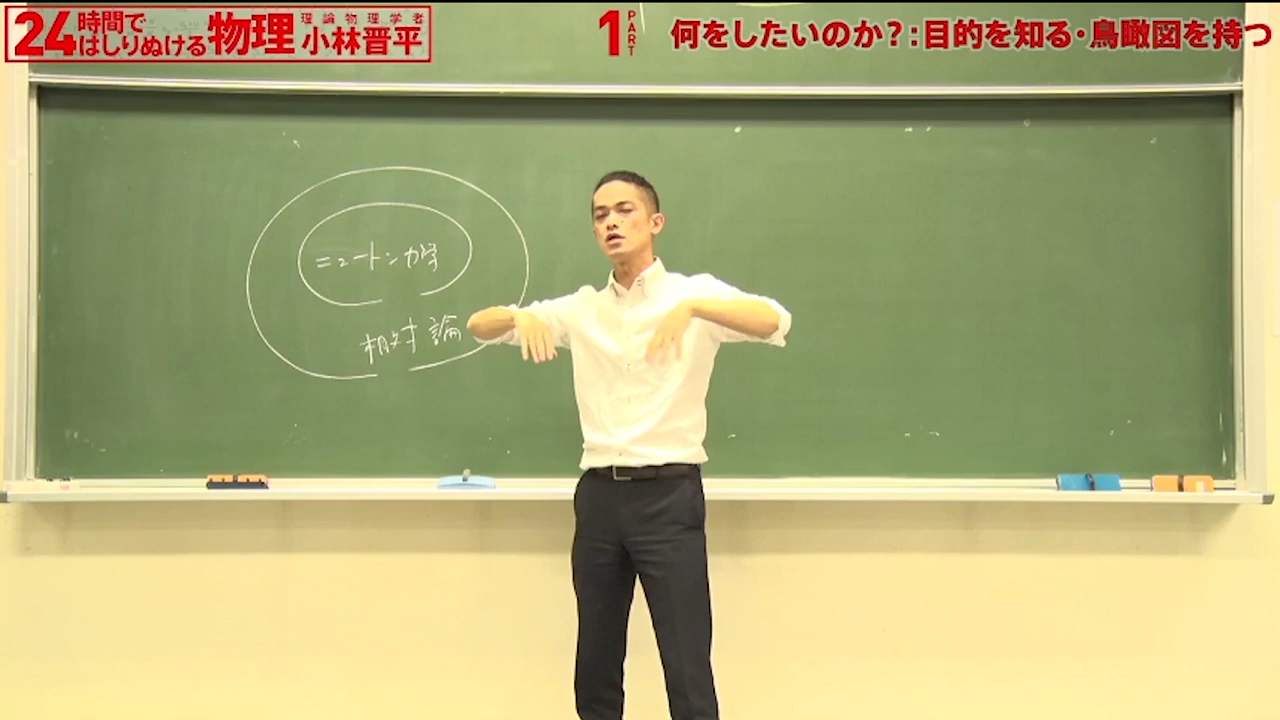 24時間で
はしりぬける物理
理論物理学者
小林晋平
1
PART
何をしたいのか?:目的を知る・鳥瞰図を持つ
ニュートン力学
相対論